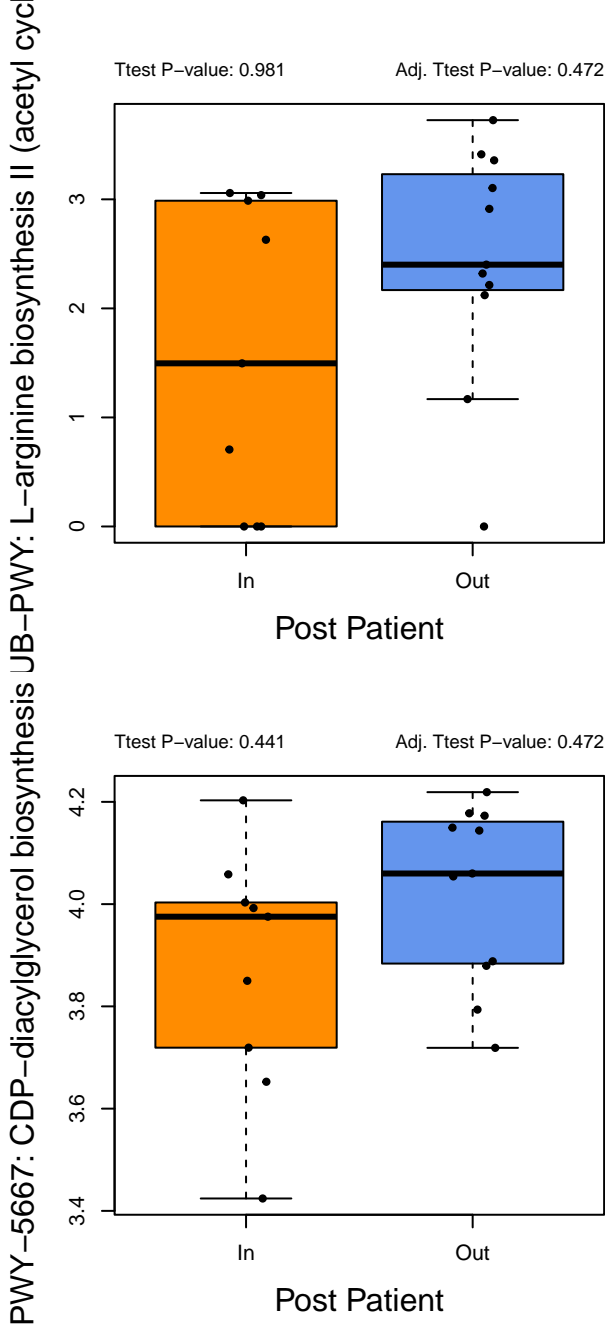 Ttest P−value: 0.981
Adj. Ttest P−value: 0.472
UB−PWY: L−arginine biosynthesis II (acetyl cycl
3
2
1
0
In
Out
Post Patient
Ttest P−value: 0.441
Adj. Ttest P−value: 0.472
PWY−5667: CDP−diacylglycerol biosynthesis
4.2
4.0
3.8
3.6
3.4
In
Out
Post Patient